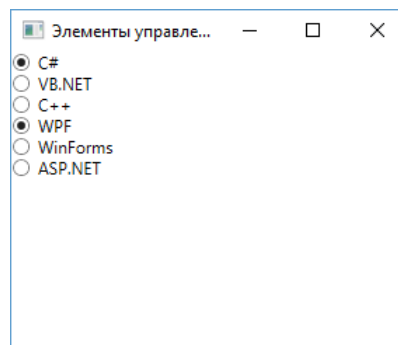 Элементы управле...
C#
VB.NET
C++
WPF
WinForms
ASP.NET